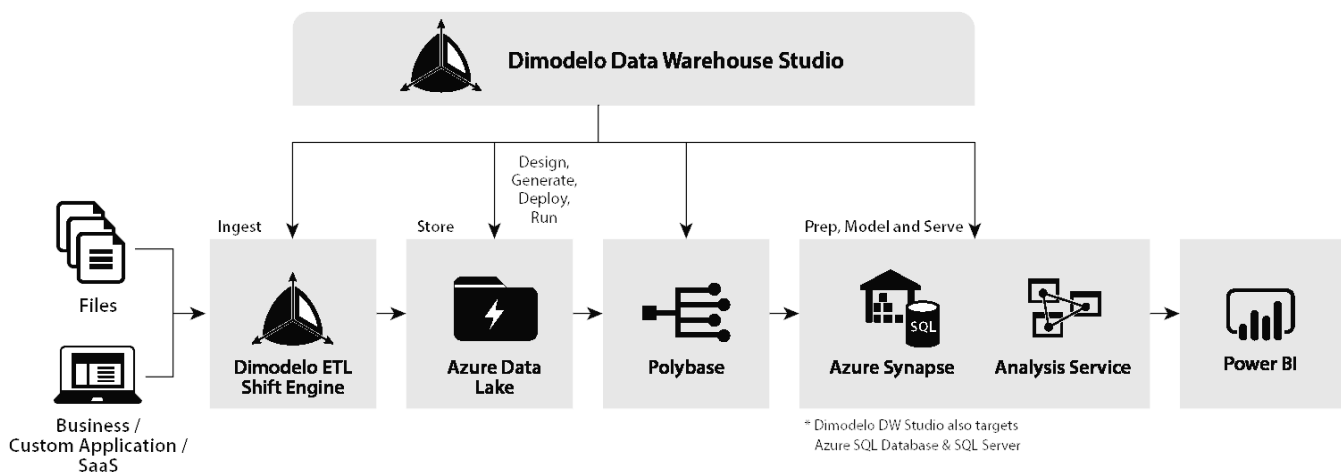 Dimodelo Data Warehouse Studio
Design,
Generate,
Deploy,
Run
Ingest
Store
Prep, Model and Serve
Files
Business /
Custom Application /
SaaS
Dimodelo ETL
Shift Engine
Azure Data
Lake
Polybase
SQL
Azure Synapse
Analysis Service
Power BI
* Dimodelo DW Studio also targets
Azure SQL Database & SQL Server